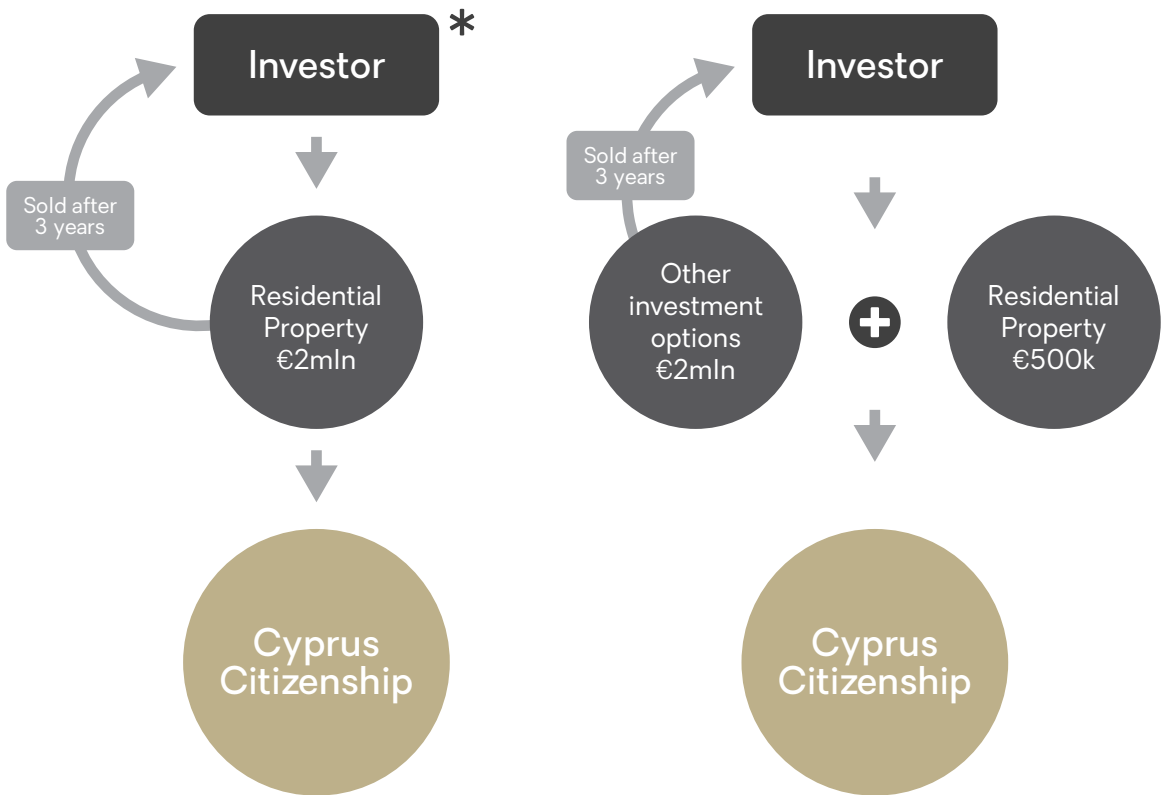 Investor
*
Sold after
3 years
Residential
Property
€2mln
Cyprus
Citizenship
Investor
Sold after
3 years
Other
investment
options
€2mln
+
Residential
Property
€500k
Cyprus
Citizenship